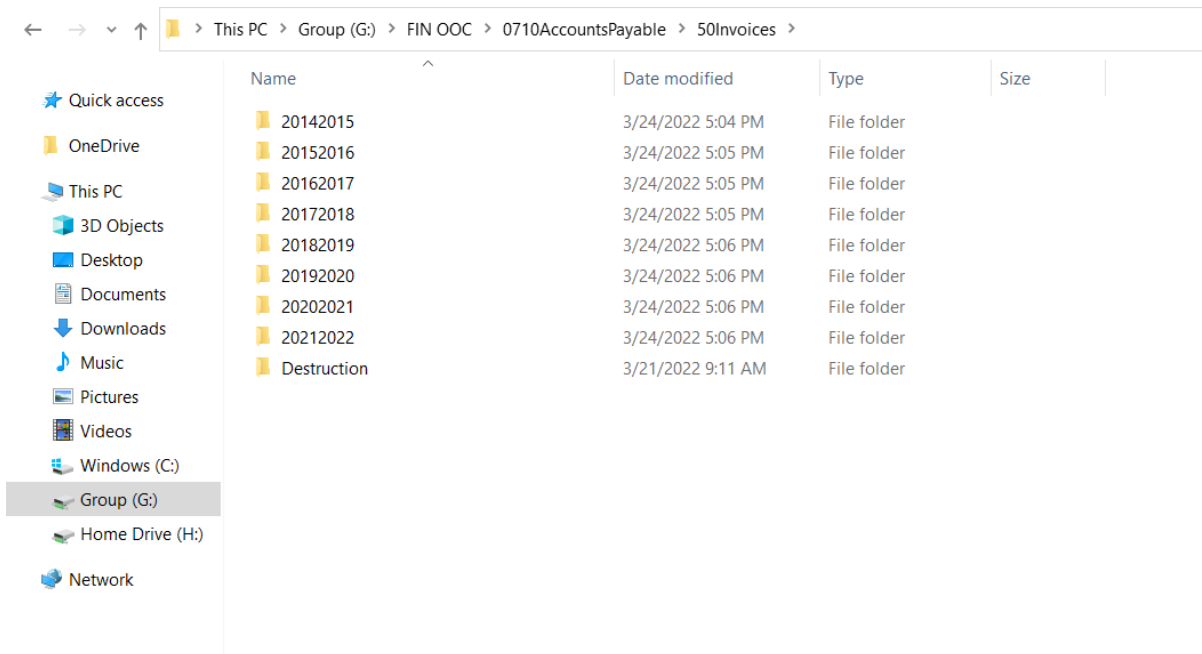 This PC > Group (G:) > FIN OOC > 0710AccountsPayable > 50Invoices >
Name Date modified Type Size
Quick access
OneDrive
This PC
3D Objects
Desktop
Documents
Downloads
Music
Pictures
Videos
Windows (C:)
Group (G:)
Home Drive (H:)
Network
20142015 3/24/2022 5:04 PM File folder
20152016 3/24/2022 5:05 PM File folder
20162017 3/24/2022 5:05 PM File folder
20172018 3/24/2022 5:05 PM File folder
20182019 3/24/2022 5:06 PM File folder
20192020 3/24/2022 5:06 PM File folder
20202021 3/24/2022 5:06 PM File folder
20212022 3/24/2022 5:06 PM File folder
Destruction 3/21/2022 9:11 AM File folder